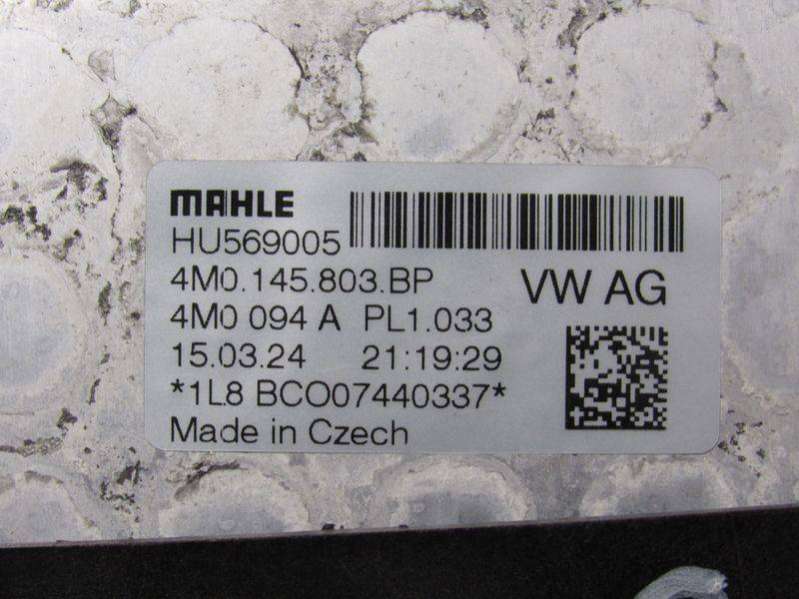 MAHLE
HU569005
4M0.145.803.BP
VW AG
4M0 094 A PL1.033
15.03.24 21:19:29
*1L8 BCO07440337*
Made in Czech